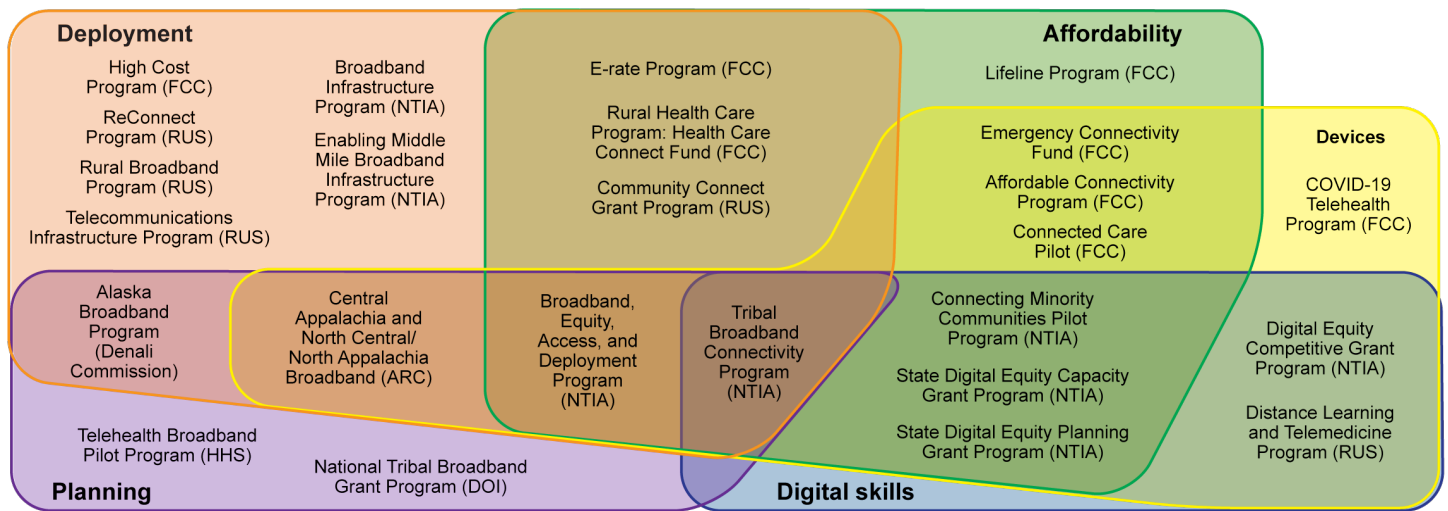 Deployment
High Cost
Program (FCC)
ReConnect
Program (RUS)
Rural Broadband
Program (RUS)
Telecommunications
Infrastructure Program (RUS)
Broadband
Infrastructure
Program (NTIA)
Enabling Middle
Mile Broadband
Infrastructure
Program (NTIA)
E-rate Program (FCC)
Rural Health Care
Program: Health Care
Connect Fund (FCC)
Community Connect
Grant Program (RUS)
Affordability
Lifeline Program (FCC)
Emergency Connectivity
Fund (FCC)
Affordable Connectivity
Program (FCC)
Connected Care
Pilot (FCC)
Devices
COVID-19
Telehealth
Program (FCC)
Alaska
Broadband
Program
(Denali
Commission)
Central
Appalachia and
North Central/
North Appalachia
Broadband (ARC)
Broadband,
Equity,
Access, and
Deployment
Program
(NTIA)
Tribal
Broadband
Connectivity
Program
(NTIA)
Connecting Minority
Communities Pilot
Program (NTIA)
State Digital Equity Capacity
Grant Program (NTIA)
State Digital Equity Planning
Grant Program (NTIA)
Digital Equity
Competitive Grant
Program (NTIA)
Distance Learning
and Telemedicine
Program (RUS)
Telehealth Broadband
Pilot Program (HHS)
National Tribal Broadband
Grant Program (DOI)
Planning
Digital skills